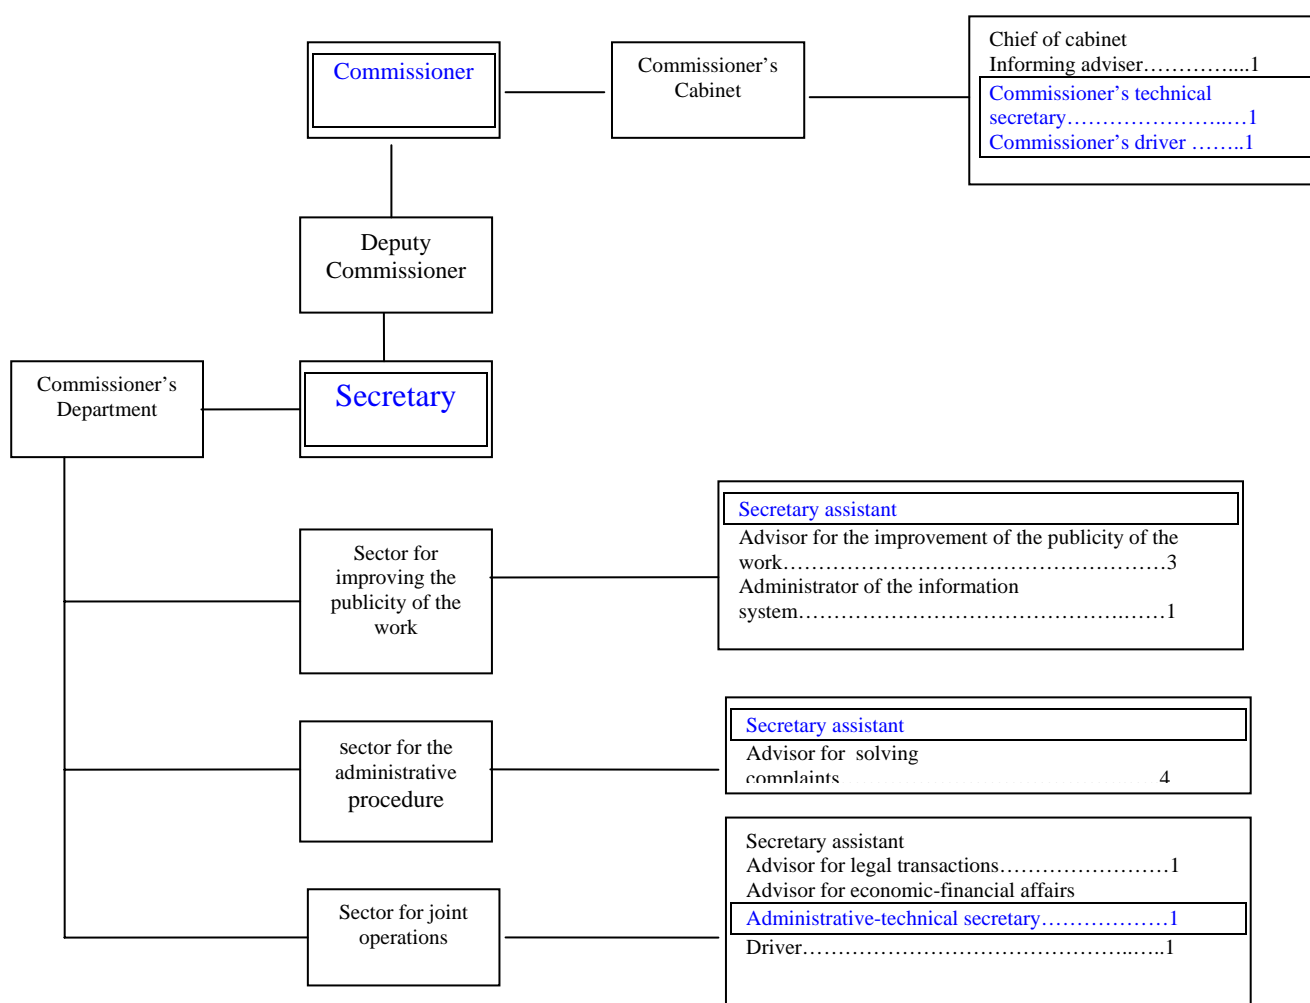 Commissioner
Commissioner's
Cabinet
Chief of cabinet
Informing adviser…………....1
Commissioner's technical
secretary…………………..…1
Commissioner's driver ……..1
Deputy
Commissioner
Commissioner's
Department
Secretary
Sector for
improving the
publicity of the
work
Secretary assistant
Advisor for the improvement of the publicity of the
work………………………………………………3
Administrator of the information
system……………………………………….……1
sector for the
administrative
procedure
Secretary assistant
Advisor for  solving
complaints………………………………………4
Sector for joint
operations
Secretary assistant
Advisor for legal transactions……………………1
Advisor for economic-financial affairs
Administrative-technical secretary………………1
Driver………………………………………..…..1